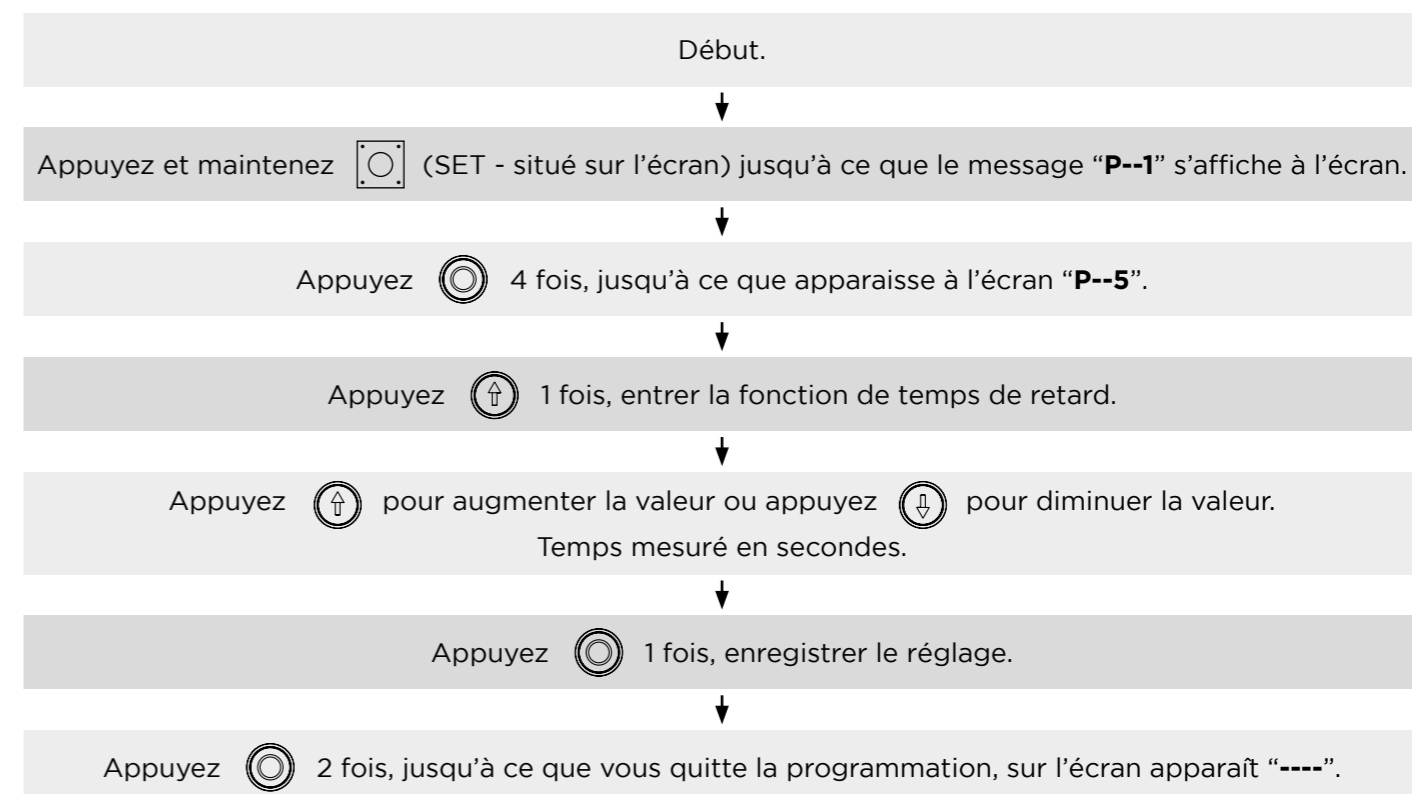 Début.
Appuyez et maintenez (SET - situé sur l'écran) jusqu'à ce que le message “P--1” s'affiche à l'écran.
Appuyez 4 fois, jusqu'à ce que apparaisse à l'écran “P--5”.
Appuyez 1 fois, entrer la fonction de temps de retard.
Appuyez pour augmenter la valeur ou appuyez pour diminuer la valeur.
Temps mesuré en secondes.
Appuyez 1 fois, enregistrer le réglage.
Appuyez 2 fois, jusqu'à ce que vous quitte la programmation, sur l'écran apparaît “----”.